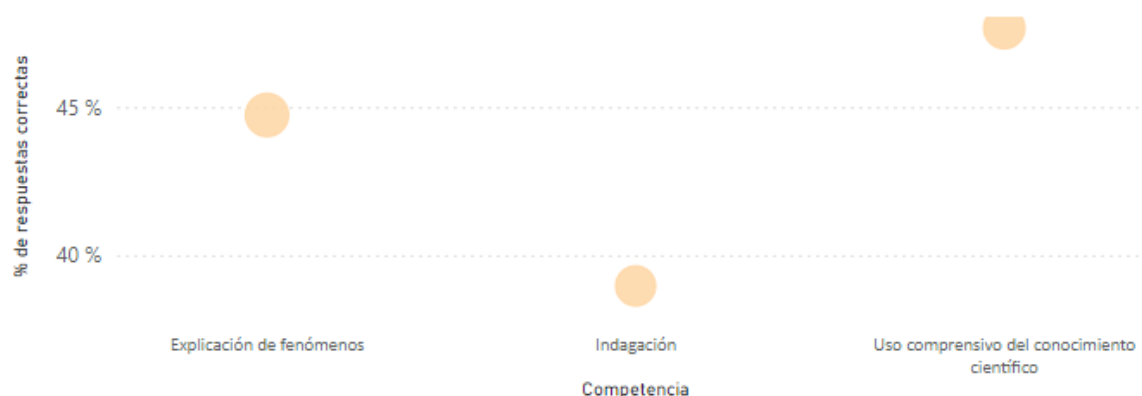 % de respuestas correctas
45 %
40 %
Explicación de fenómenos
Indagación
Uso comprensivo del conocimiento
científico
Competencia